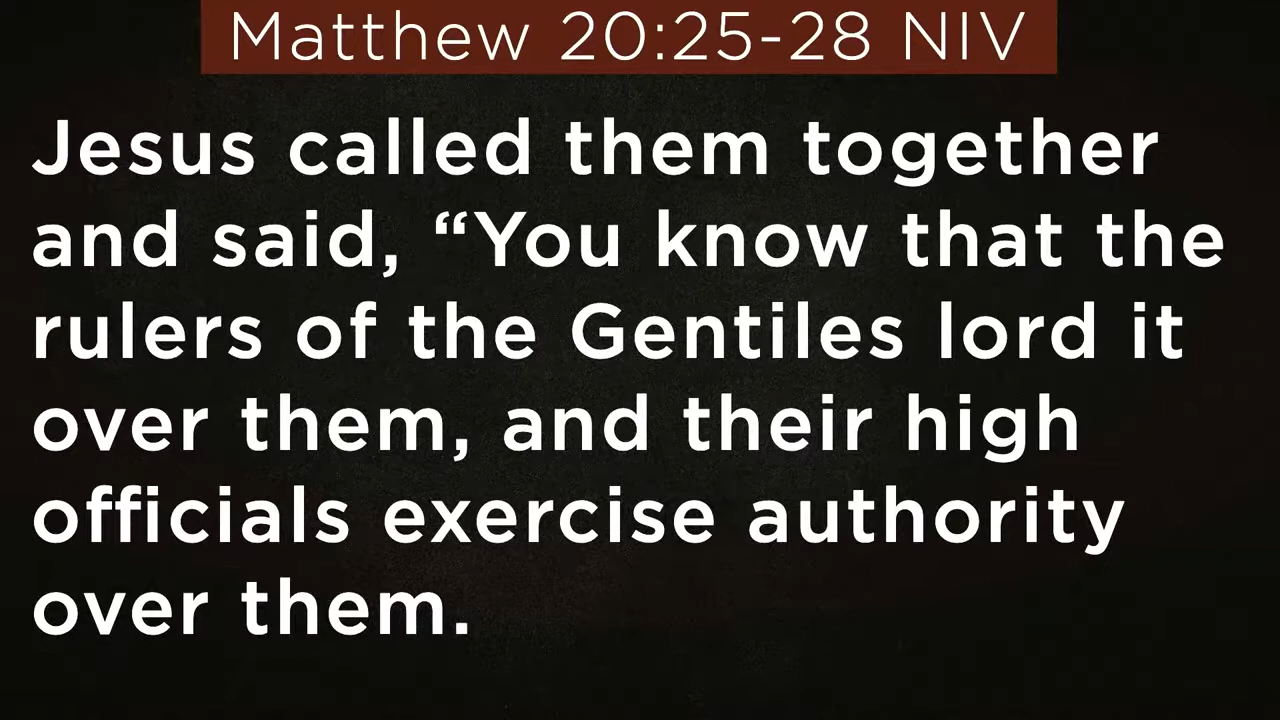 Matthew 20:25-28 NIV
Jesus called them together
and said, “You know that the
rulers of the Gentiles lord it
over them, and their high
officials exercise authority
over them.